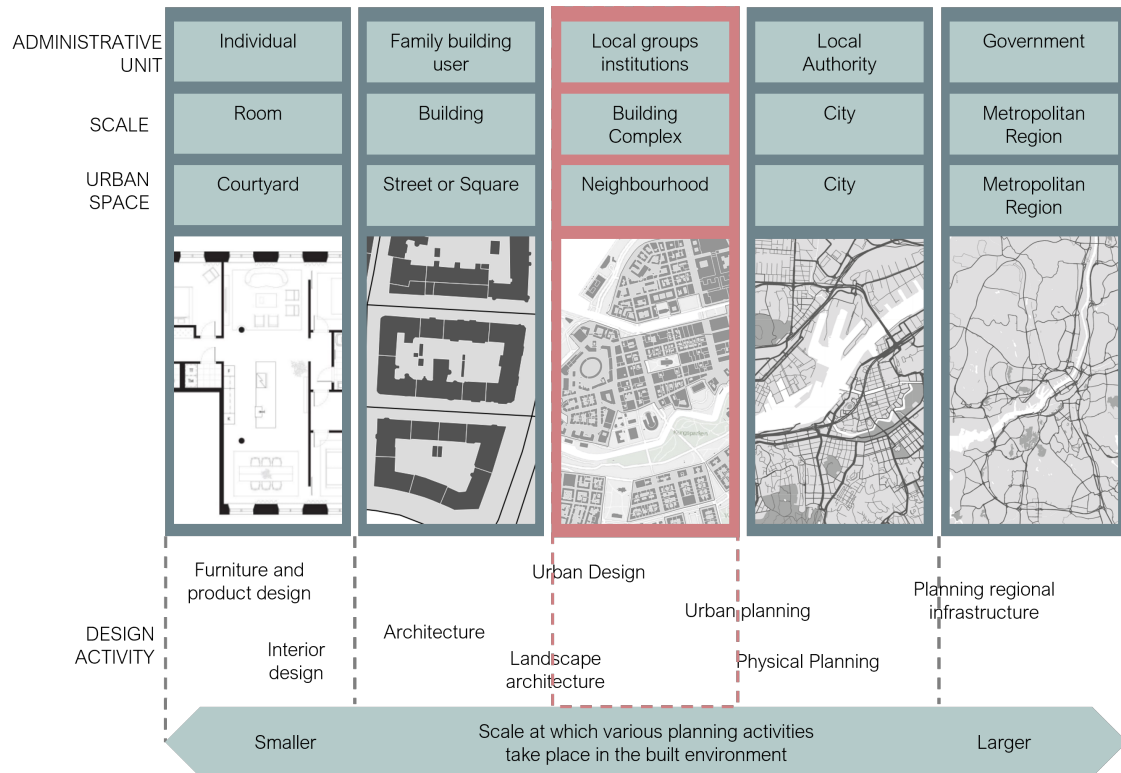 ADMINISTRATIVE
UNIT
Individual
Family building
user
Local groups
institutions
Local
Authority
Government
SCALE
Room
Building
Building
Complex
City
Metropolitan
Region
URBAN
SPACE
Courtyard
Street or Square
Neighbourhood
City
Metropolitan
Region
DESIGN
ACTIVITY
Furniture and
product design
Interior
design
Architecture
Urban Design
Landscape
architecture
Urban planning
Physical Planning
Planning regional
infrastructure
Smaller
Scale at which various planning activities
take place in the built environment
Larger